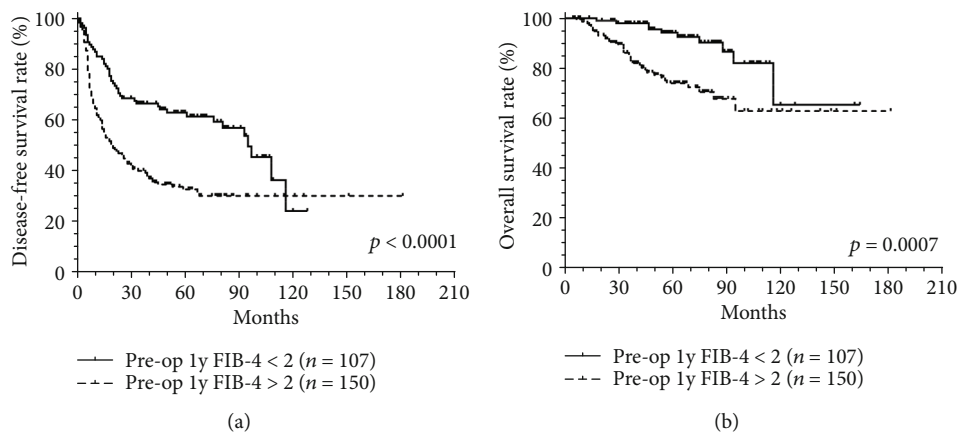 100
80
60
40
20
0
Disease-free survival rate (%)
p < 0.0001
0 30 60 90 120 150 180 210
Months
Pre-op 1y FIB-4 < 2 (n = 107)
Pre-op 1y FIB-4 > 2 (n = 150)
(a)
100
80
60
40
20
0
Overall survival rate (%)
p = 0.0007
0 30 60 90 120 150 180 210
Months
Pre-op 1y FIB-4 < 2 (n = 107)
Pre-op 1y FIB-4 > 2 (n = 150)
(b)